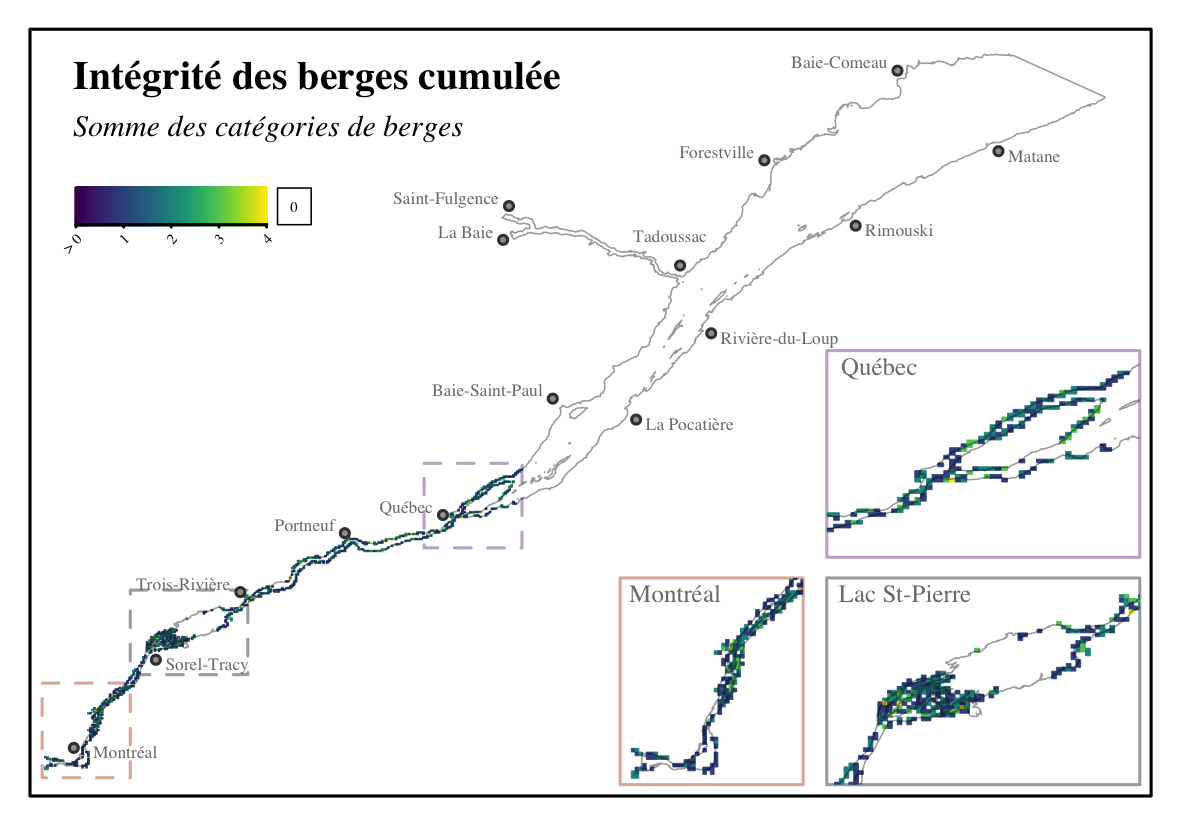 Intégrité des berges cumulée
Somme des catégories de berges
0
> 0
1
2
3
4
Baie-Comeau
Forestville
Matane
Saint-Fulgence
La Baie
Tadoussac
Rimouski
Rivière-du-Loup
Baie-Saint-Paul
La Pocatière
Québec
Portneuf
Trois-Rivière
Sorel-Tracy
Montréal
Québec
Montréal
Lac St-Pierre